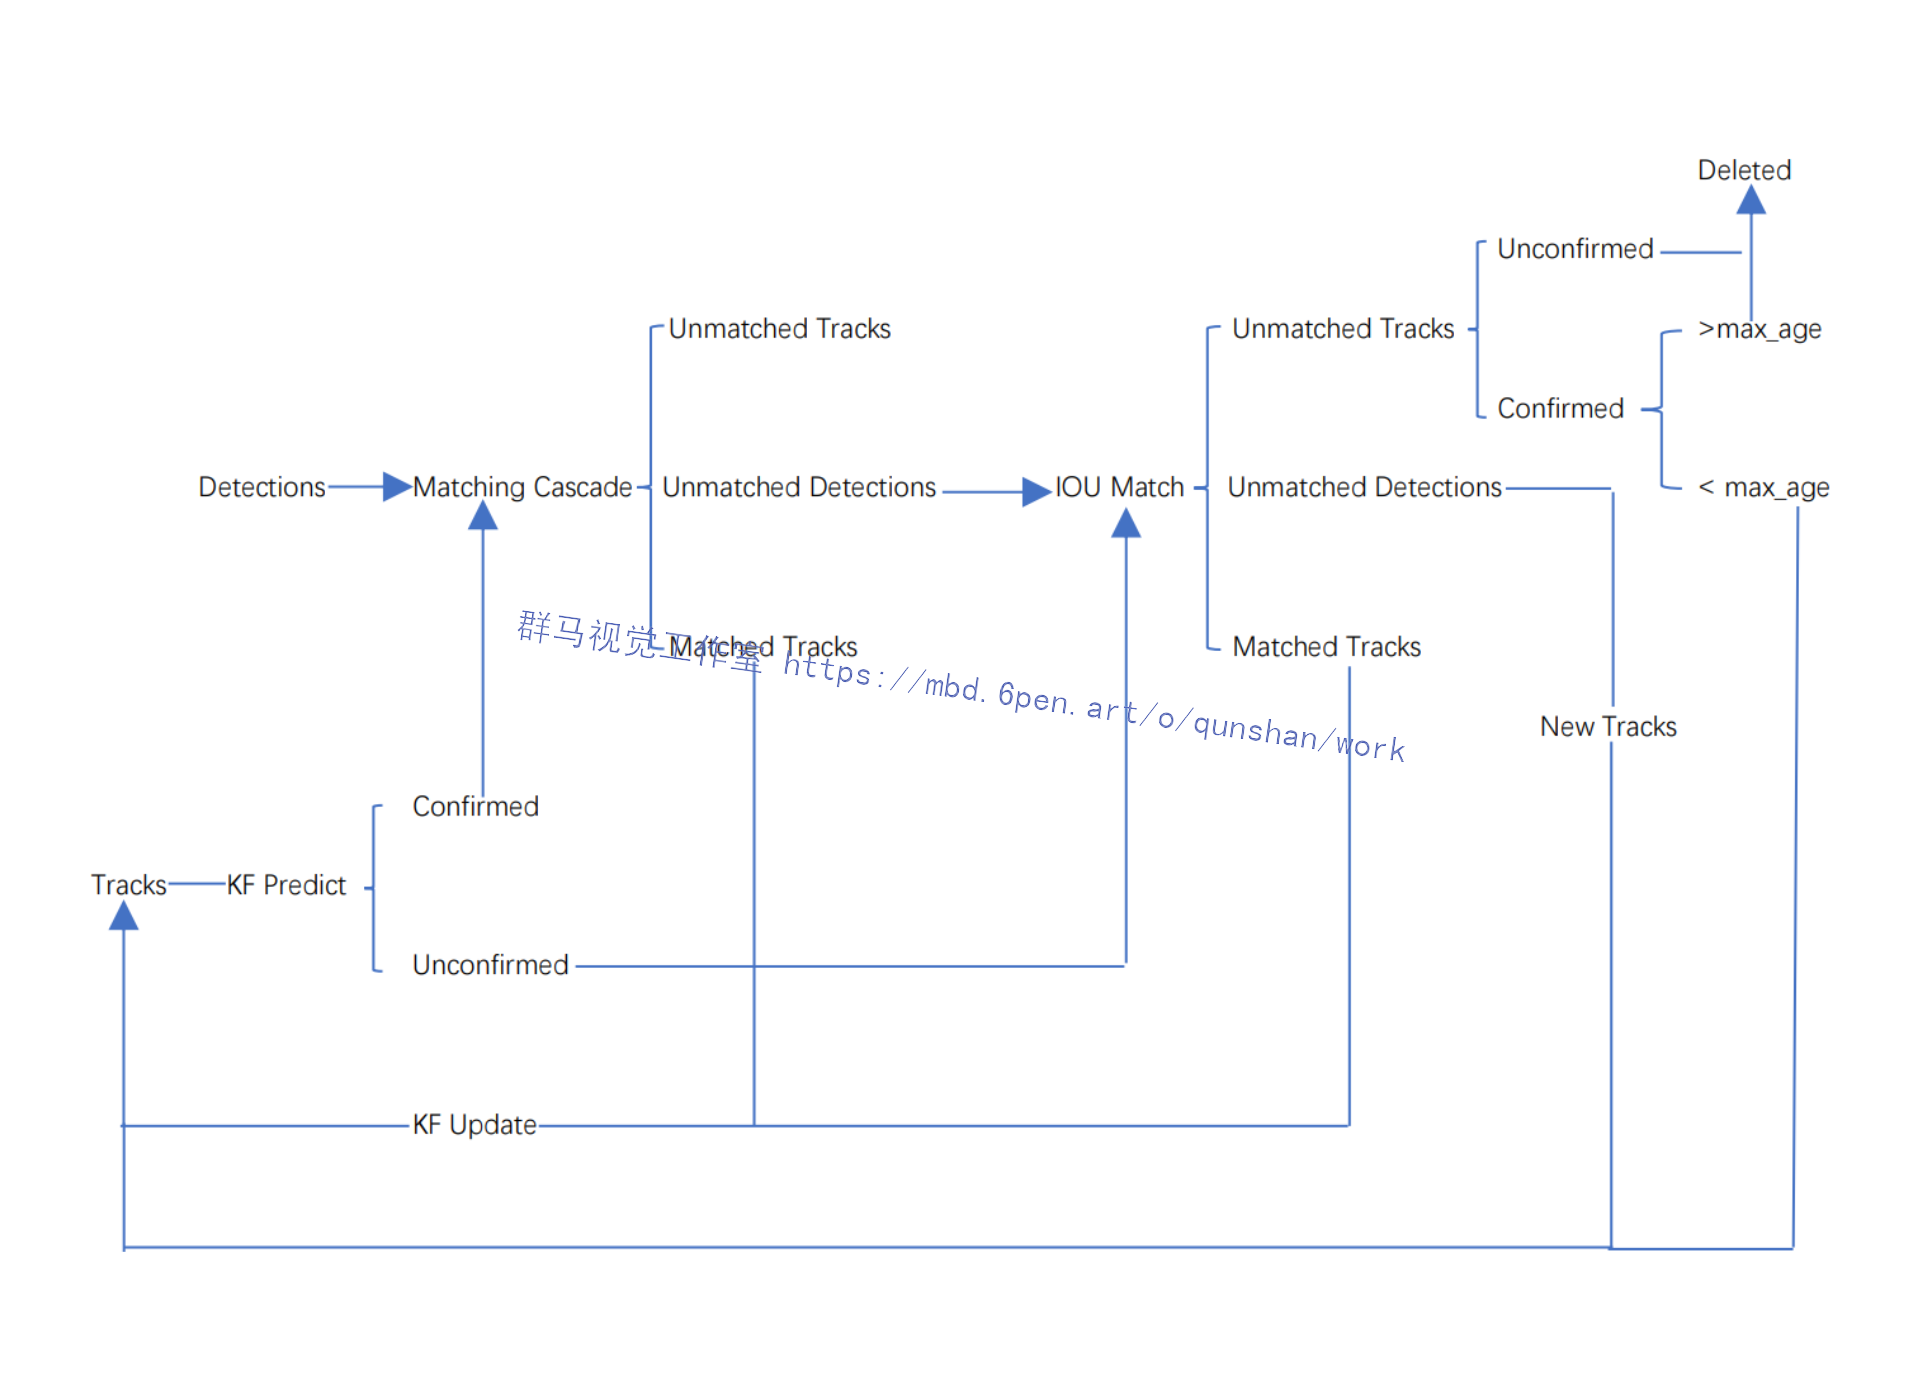 Deleted
Unconfirmed
Unmatched Tracks
Unmatched Tracks
>max_age
Confirmed
Detections
Matching Cascade
Unmatched Detections
IOU Match
Unmatched Detections
< max_age
Matched Tracks
Matched Tracks
群马视觉工作室 https://mbd.6pen.art/o/qunshan/work
New Tracks
Confirmed
Tracks
KF Predict
Unconfirmed
KF Update